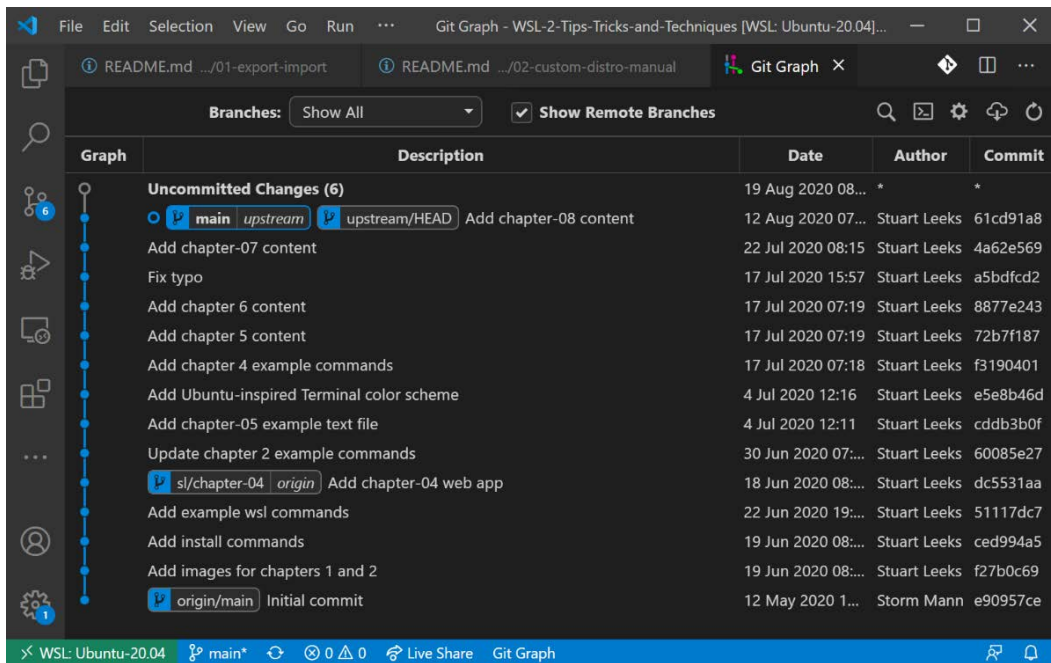 File Edit Selection View Go Run ··· Git Graph - WSL-2-Tips-Tricks-and-Techniques [WSL: Ubuntu-20.04]...
README.md .../01-export-import README.md .../02-custom-distro-manual Git Graph
Branches: Show All Show Remote Branches
Graph Description Date Author Commit
Uncommitted Changes (6) 19 Aug 2020 08... * *
main upstream upstream/HEAD Add chapter-08 content 12 Aug 2020 07... Stuart Leeks 61cd91a8
Add chapter-07 content 22 Jul 2020 08:15 Stuart Leeks 4a62e569
Fix typo 17 Jul 2020 15:57 Stuart Leeks a5bdfcd2
Add chapter 6 content 17 Jul 2020 07:19 Stuart Leeks 8877e243
Add chapter 5 content 17 Jul 2020 07:19 Stuart Leeks 72b7f187
Add chapter 4 example commands 17 Jul 2020 07:18 Stuart Leeks f3190401
Add Ubuntu-inspired Terminal color scheme 4 Jul 2020 12:16 Stuart Leeks e5e8b46d
Add chapter-05 example text file 4 Jul 2020 12:11 Stuart Leeks cddb3b0f
Update chapter 2 example commands 30 Jun 2020 07:... Stuart Leeks 60085e27
sl/chapter-04 origin Add chapter-04 web app 18 Jun 2020 08:... Stuart Leeks dc5531aa
Add example wsl commands 22 Jun 2020 19:... Stuart Leeks 51117dc7
Add install commands 19 Jun 2020 08:... Stuart Leeks ced994a5
Add images for chapters 1 and 2 19 Jun 2020 08:... Stuart Leeks f27b0c69
origin/main Initial commit 12 May 2020 1... Storm Mann e90957ce
6
1
WSL: Ubuntu-20.04 main* 0 0 Live Share Git Graph